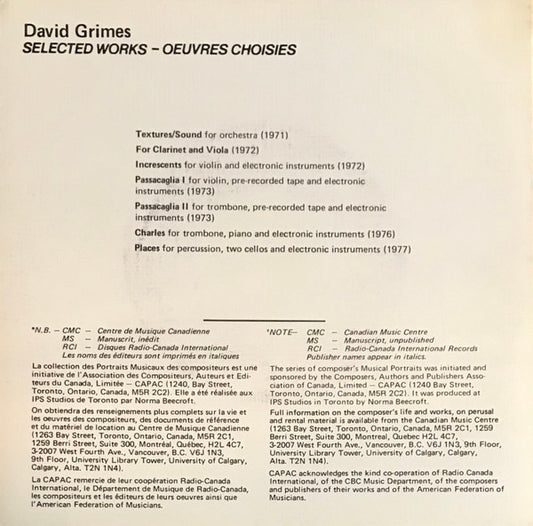 David Grimes
SELECTED WORKS – OEUVRES CHOISIES
Textures/Sound for orchestra (1971)
For Clarinet and Viola (1972)
Increscents for violin and electronic instruments (1972)
Passacaglia I for violin, pre-recorded tape and electronic
instruments (1973)
Passacaglia II for trombone, pre-recorded tape and electronic
instruments (1973)
Charles for trombone, piano and electronic instruments (1976)
Places for percussion, two cellos and electronic instruments (1977)
*N.B. – CMC – Centre de Musique Canadienne
MS – Manuscrit, inédit
RCI – Disques Radio-Canada International
Les noms des éditeurs sont imprimés en italiques
La collection des Portraits Musicaux des compositeurs est une
initiative de l'Association des Compositeurs, Auteurs et Edi-
teurs du Canada, Limitée – CAPAC (1240, Bay Street,
Toronto, Ontario, Canada, M5R 2C2). Elle a été réalisée aux
IPS Studios de Toronto par Norma Beecroft.
On obtiendra des renseignements plus complets sur la vie et
les oeuvres des compositeurs, des documents de référence
et du matériel de location au Centre de Musique Canadienne
(1263 Bay Street, Toronto, Ontario, Canada, M5R 2C1,
1259 Berri Street, Suite 300, Montréal, Québec H2L 4C7,
3-2007 West Fourth Ave., Vancouver, B.C. V6J 1N3,
9th Floor, University Library Tower, University of Calgary,
Calgary, Alta. T2N 1N4).
La CAPAC remercie de leur coopération Radio-Canada
International, le Département de Musique de Radio-Canada,
les compositeurs et les éditeurs de leurs oeuvres ainsi que
l'American Federation of Musicians.
*NOTE– CMC – Canadian Music Centre
MS – Manuscript, unpublished
RCI – Radio-Canada International Records
Publisher names appear in italics.
The series of composer's Musical Portraits was initiated and
sponsored by the Composers, Authors and Publishers Asso-
ciation of Canada, Limited – CAPAC (1240 Bay Street,
Toronto, Ontario, Canada, M5R 2C2). It was produced at
IPS Studios in Toronto by Norma Beecroft.
Full information on the composer's life and works, on perusal
and rental material is available from the Canadian Music Centre
(1263 Bay Street, Toronto, Ontario, Canada, M5R 2C1, 1259
Berri Street, Suite 300, Montreal, Quebec H2L 4C7,
3-2007 West Fourth Ave., Vancouver, B.C. V6J 1N3, 9th Floor,
University Library Tower, University of Calgary, Calgary,
Alta. T2N 1N4).
CAPAC acknowledges the kind co-operation of Radio Canada
International, of the CBC Music Department, of the composers
and publishers of their works and of the American Federation of
Musicians.